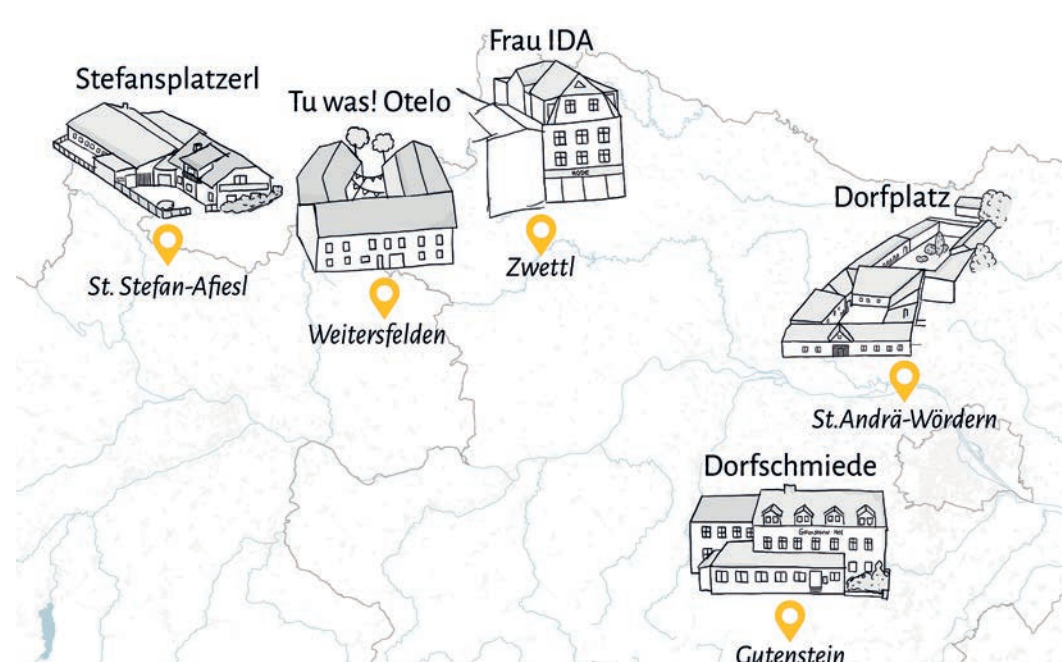 Frau IDA
Stefansplatzerl
Tu was! Otelo
Dorfplatz
Zwettl
St. Stefan-Afiesl
Weitersfelden
St.Andrä-Wördern
Dorfschmiede
Gutenstein